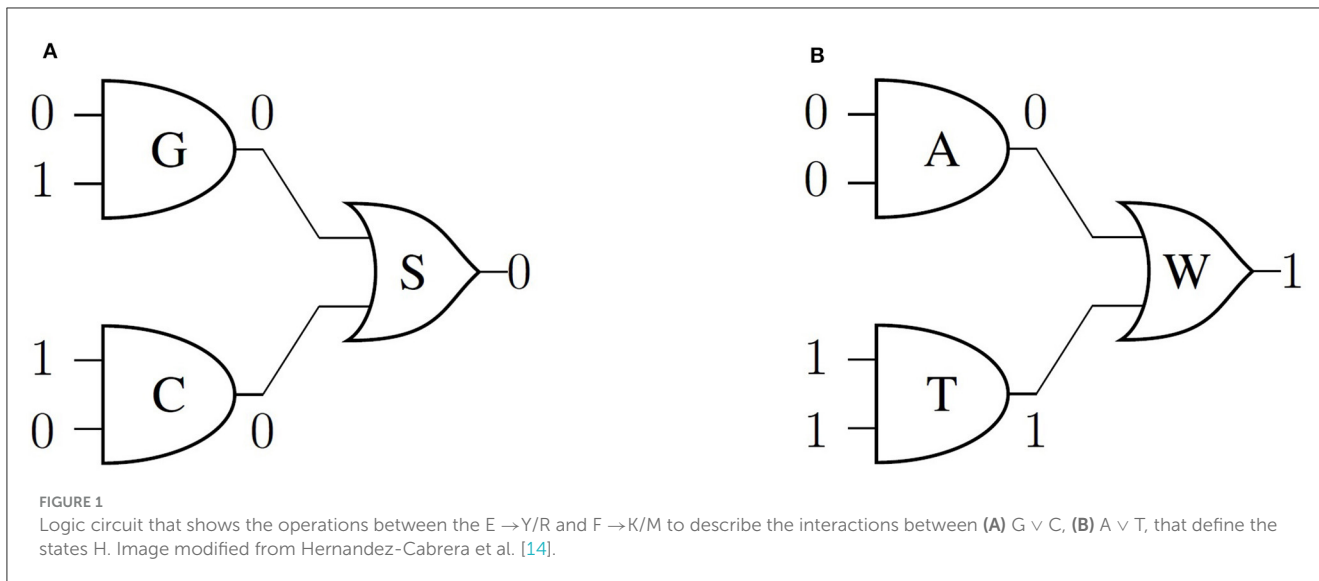 A
0
0
G
1
S
0
1
C
0
0
B
0
0
A
0
W
1
1
T
1
1
FIGURE 1
Logic circuit that shows the operations between the E →Y/R and F →K/M to describe the interactions between (A) G ∨ C, (B) A ∨ T, that define the
states H. Image modified from Hernandez-Cabrera et al. [14].